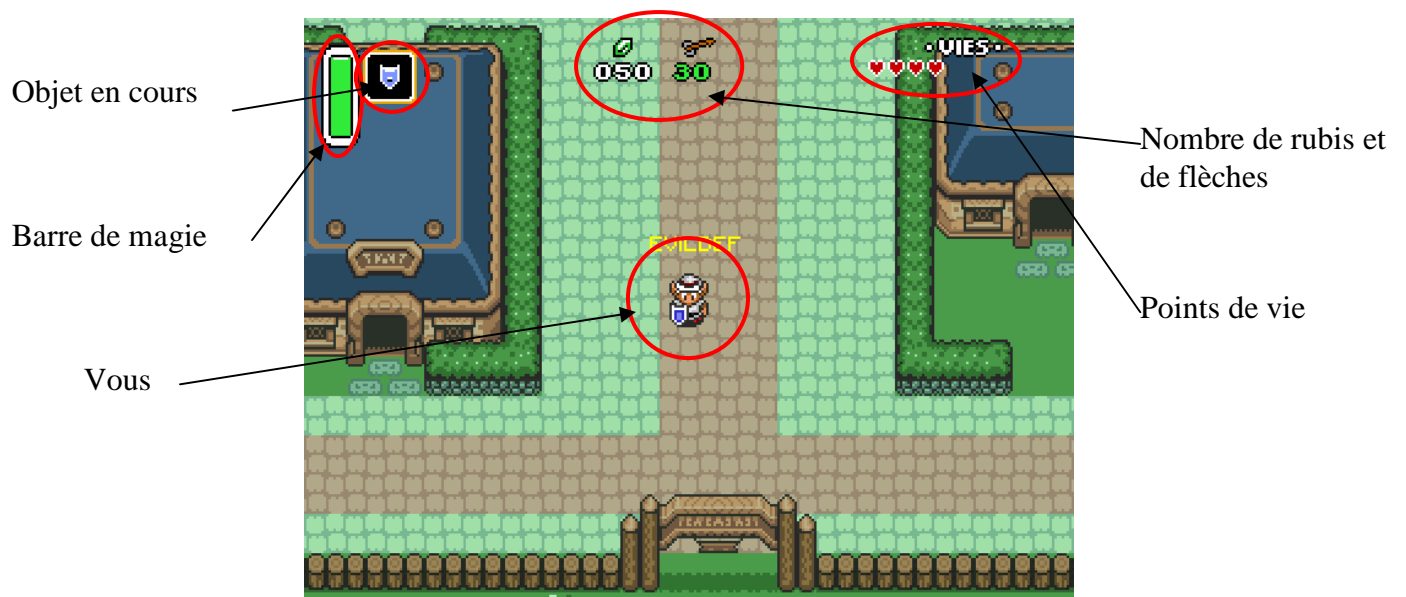 ·VIES·
050 30
Objet en cours
Nombre de rubis et
de flèches
Barre de magie
Points de vie
Vous